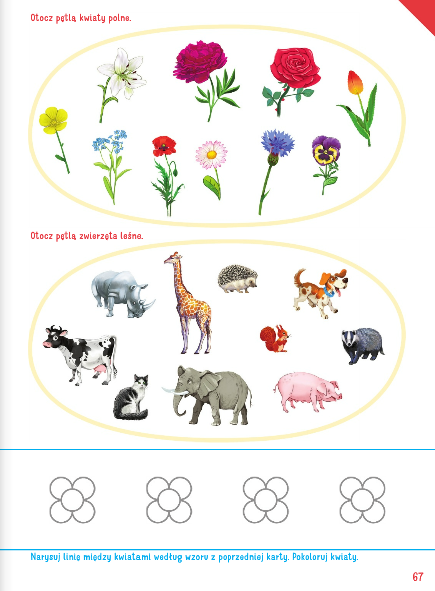 Otocz pętlą kwiaty polne.
Otocz pętlą zwierzęta leśne.
Narysuj linię między kwiatami według wzoru z poprzedniej karty. Pokoloruj kwiaty.
67